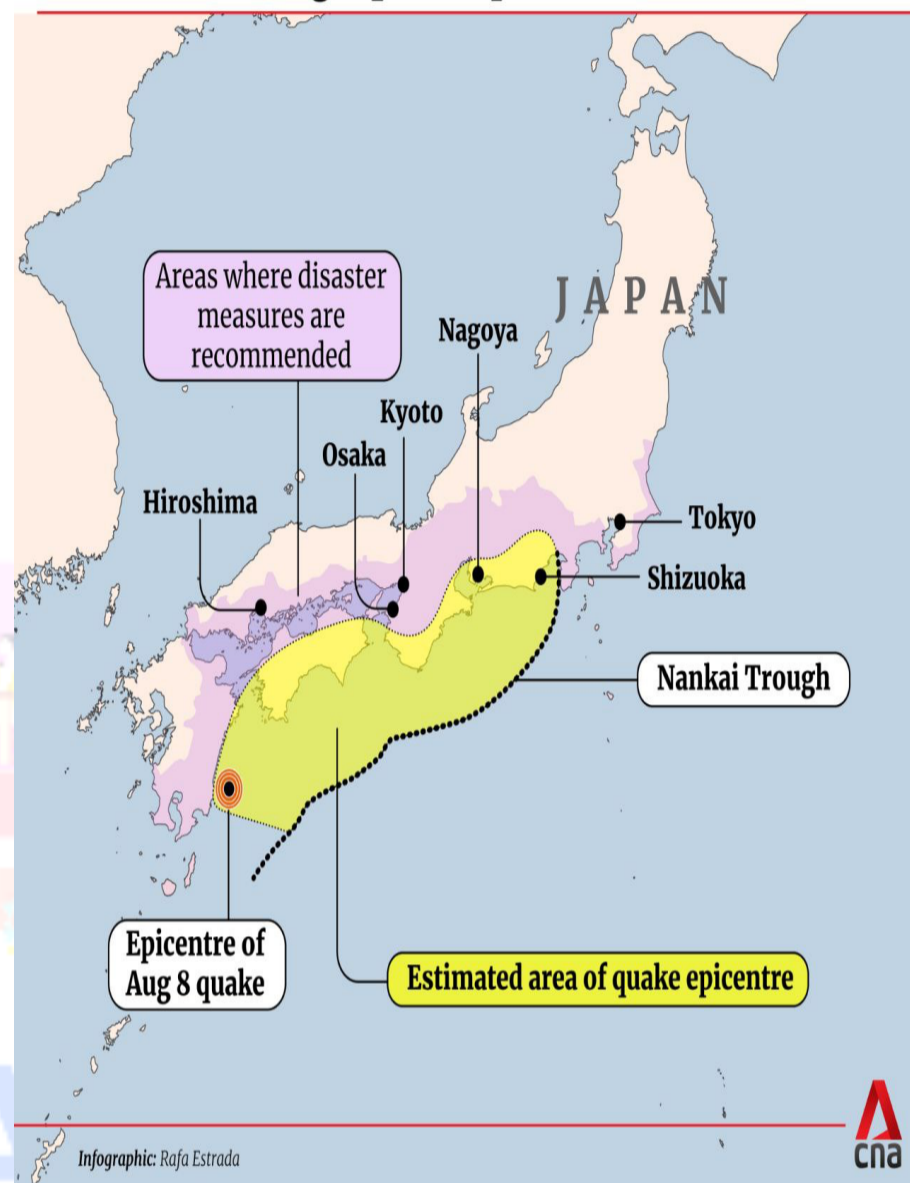 JAPAN
Areas where disaster
measures are
recommended
Nagoya
Kyoto
Osaka
Hiroshima
Tokyo
Shizuoka
Nankai Trough
Epicentre of
Aug 8 quake
Estimated area of quake epicentre
Infographic: Rafa Estrada
cna